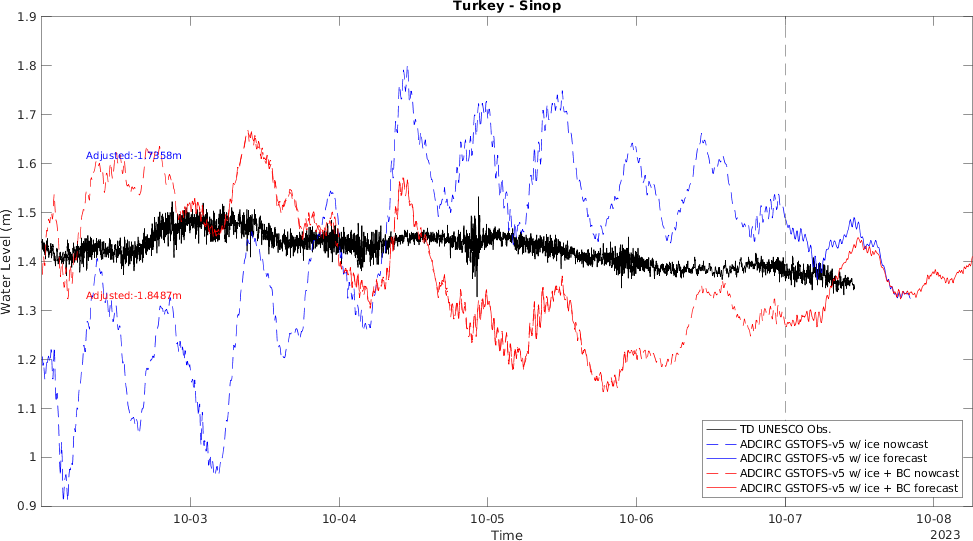 Turkey - Sinop
1.9
1.8
1.7
1.6
1.5
1.4
1.3
1.2
1.1
1
0.9
Water Level (m)
Adjusted:-1.7358m
Adjusted:-1.8487m
TD UNESCO Obs.
ADCIRC GSTOFS-v5 w/ ice nowcast
ADCIRC GSTOFS-v5 w/ ice forecast
ADCIRC GSTOFS-v5 w/ ice + BC nowcast
ADCIRC GSTOFS-v5 w/ ice + BC forecast
10-03 10-04 10-05 10-06 10-07 10-08
Time
2023